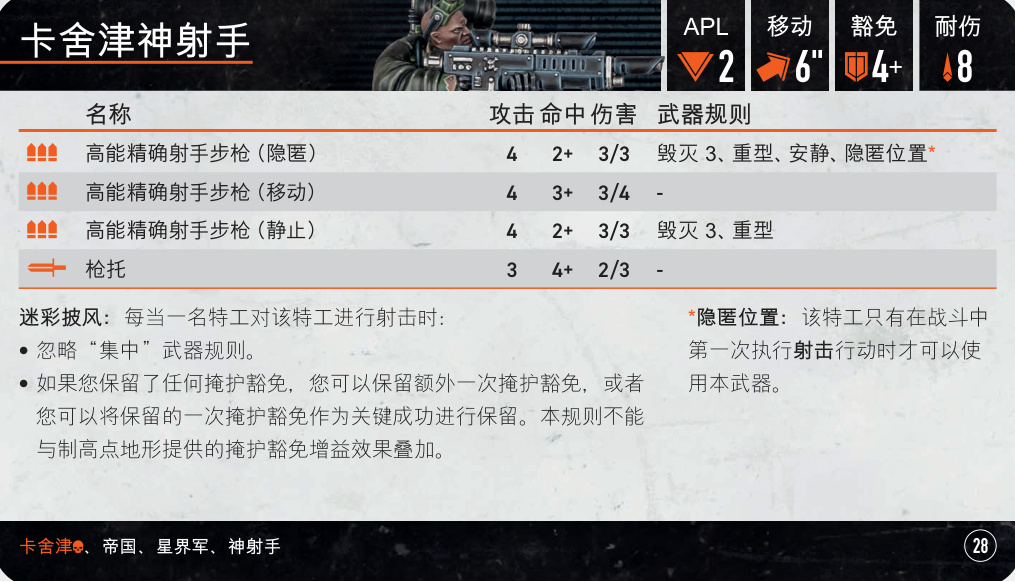 卡舍津神射手
APL 移动 豁免 耐伤
2 6" 4+ 8
名称 攻击 命中 伤害 武器规则
高能精确射手步枪（隐匿） 4 2+ 3/3 毁灭 3、重型、安静、隐匿位置*
高能精确射手步枪（移动） 4 3+ 3/4 -
高能精确射手步枪（静止） 4 2+ 3/3 毁灭 3、重型
枪托 3 4+ 2/3 -
迷彩披风：每当一名特工对该特工进行射击时：
• 忽略“集中”武器规则。
• 如果您保留了任何掩护豁免，您可以保留额外一次掩护豁免，或者
您可以将保留的一次掩护豁免作为关键成功进行保留。本规则不能
与制高点地形提供的掩护豁免增益效果叠加。
*隐匿位置：该特工只有在战斗中
第一次执行射击行动时才可以使
用本武器。
卡舍津、帝国、星界军、神射手
28